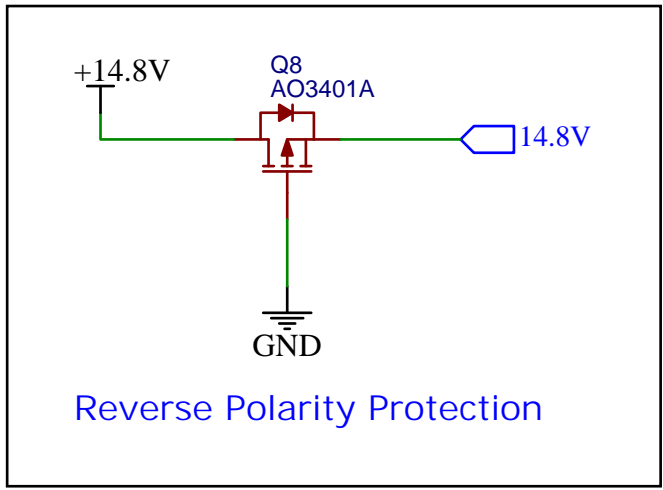 +14.8V
Q8
AO3401A
14.8V
GND
Reverse Polarity Protection